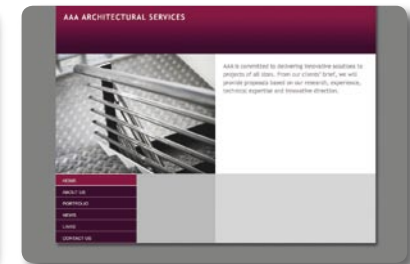 AAA ARCHITECTURAL SERVICES
AAA is committed to delivering innovative solutions to
projects of all sizes. From our clients' brief, we will
provide proposals based on our research, experience,
technical expertise and innovative direction.
HOME
ABOUT US
PORTFOLIO
NEWS
LINKS
CONTACT US